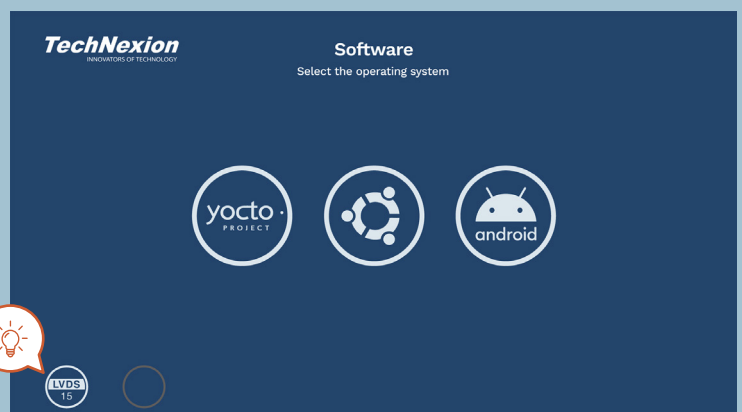 TechNexion
INNOVATORS OF TECHNOLOGY
Software
Select the operating system
yocto
PROJECT
android
LVDS
15